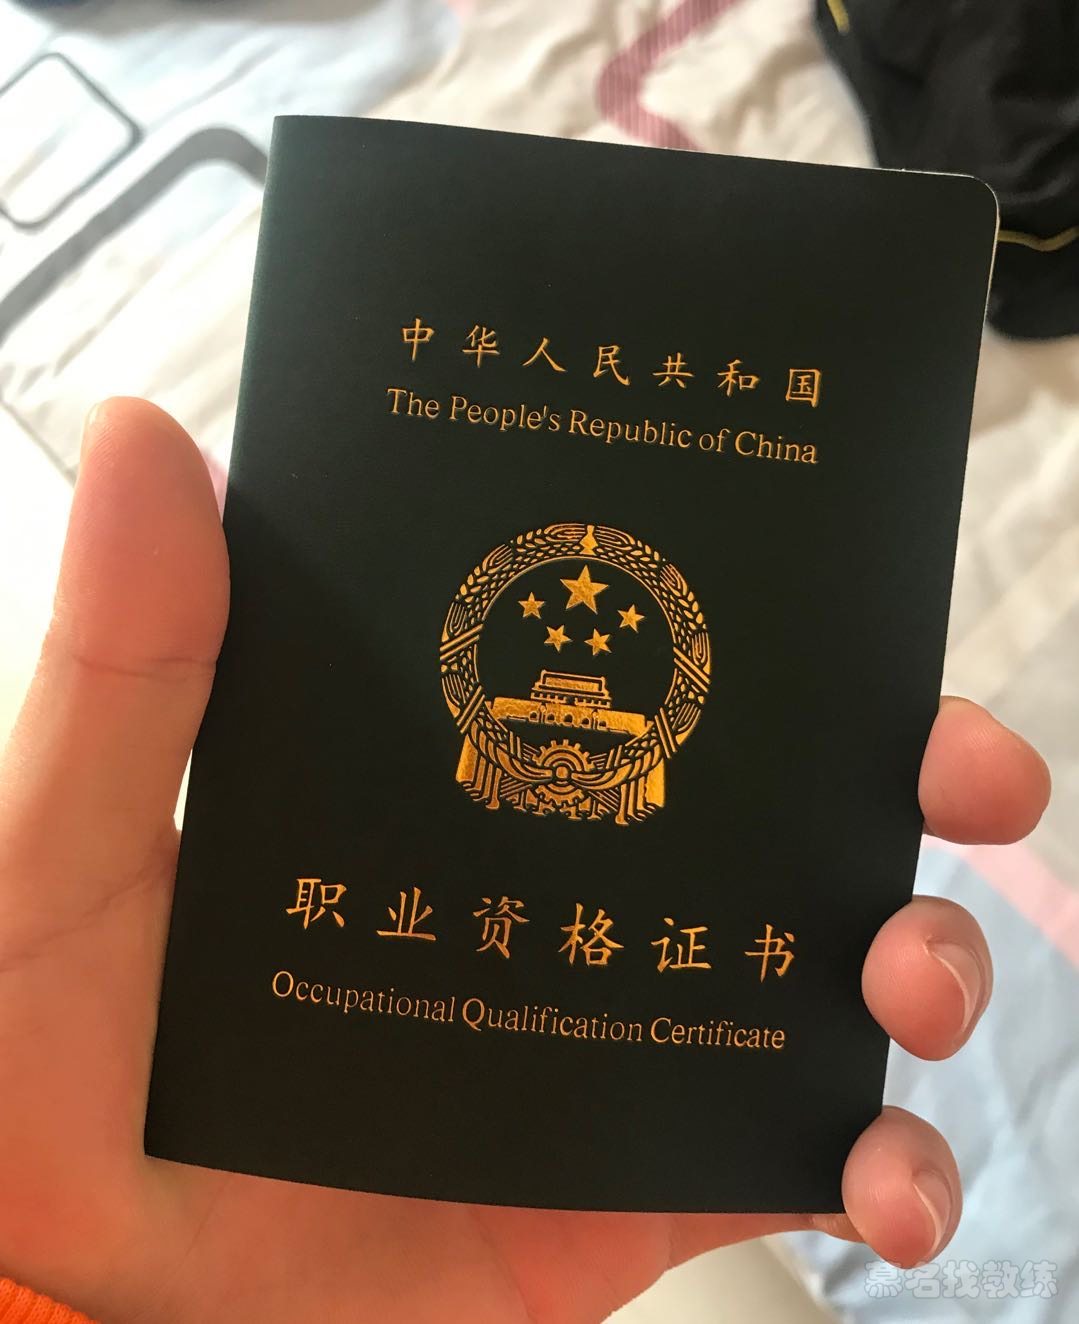 中华人民共和国
The People's Republic of China
职业资格证书
Occupational Qualification Certificate
慕名找教练